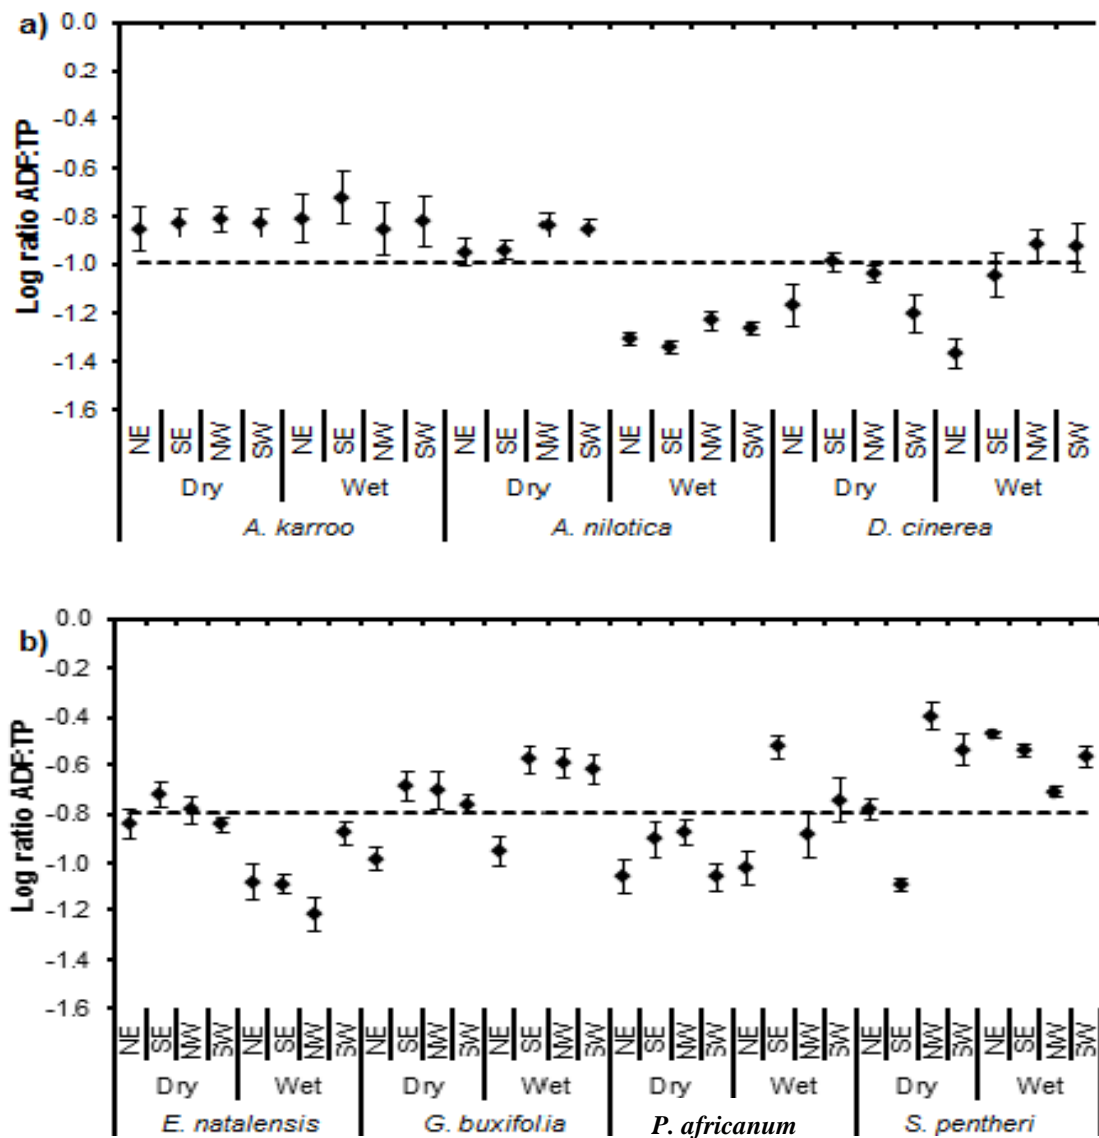 a)
Log ratio ADF:TP
0.0
-0.2
-0.4
-0.6
-0.8
-1.0
-1.2
-1.4
-1.6
NE SE NW SW NE SE NW SW NE SE NW SW NE SE NW SW NE SE NW SW NE SE NW SW
Dry Wet Dry Wet Dry Wet
A. karroo A. nilotica D. cinerea
b)
Log ratio ADF:TP
0.0
-0.2
-0.4
-0.6
-0.8
-1.0
-1.2
-1.4
-1.6
NE SE NW SW NE SE NW SW NE SE NW SW NE SE NW SW NE SE NW SW NE SE NW SW NE SE NW SW NE SE NW SW
Dry Wet Dry Wet Dry Wet Dry Wet
E. natalensis G. buxifolia P. africanum S. pentheri